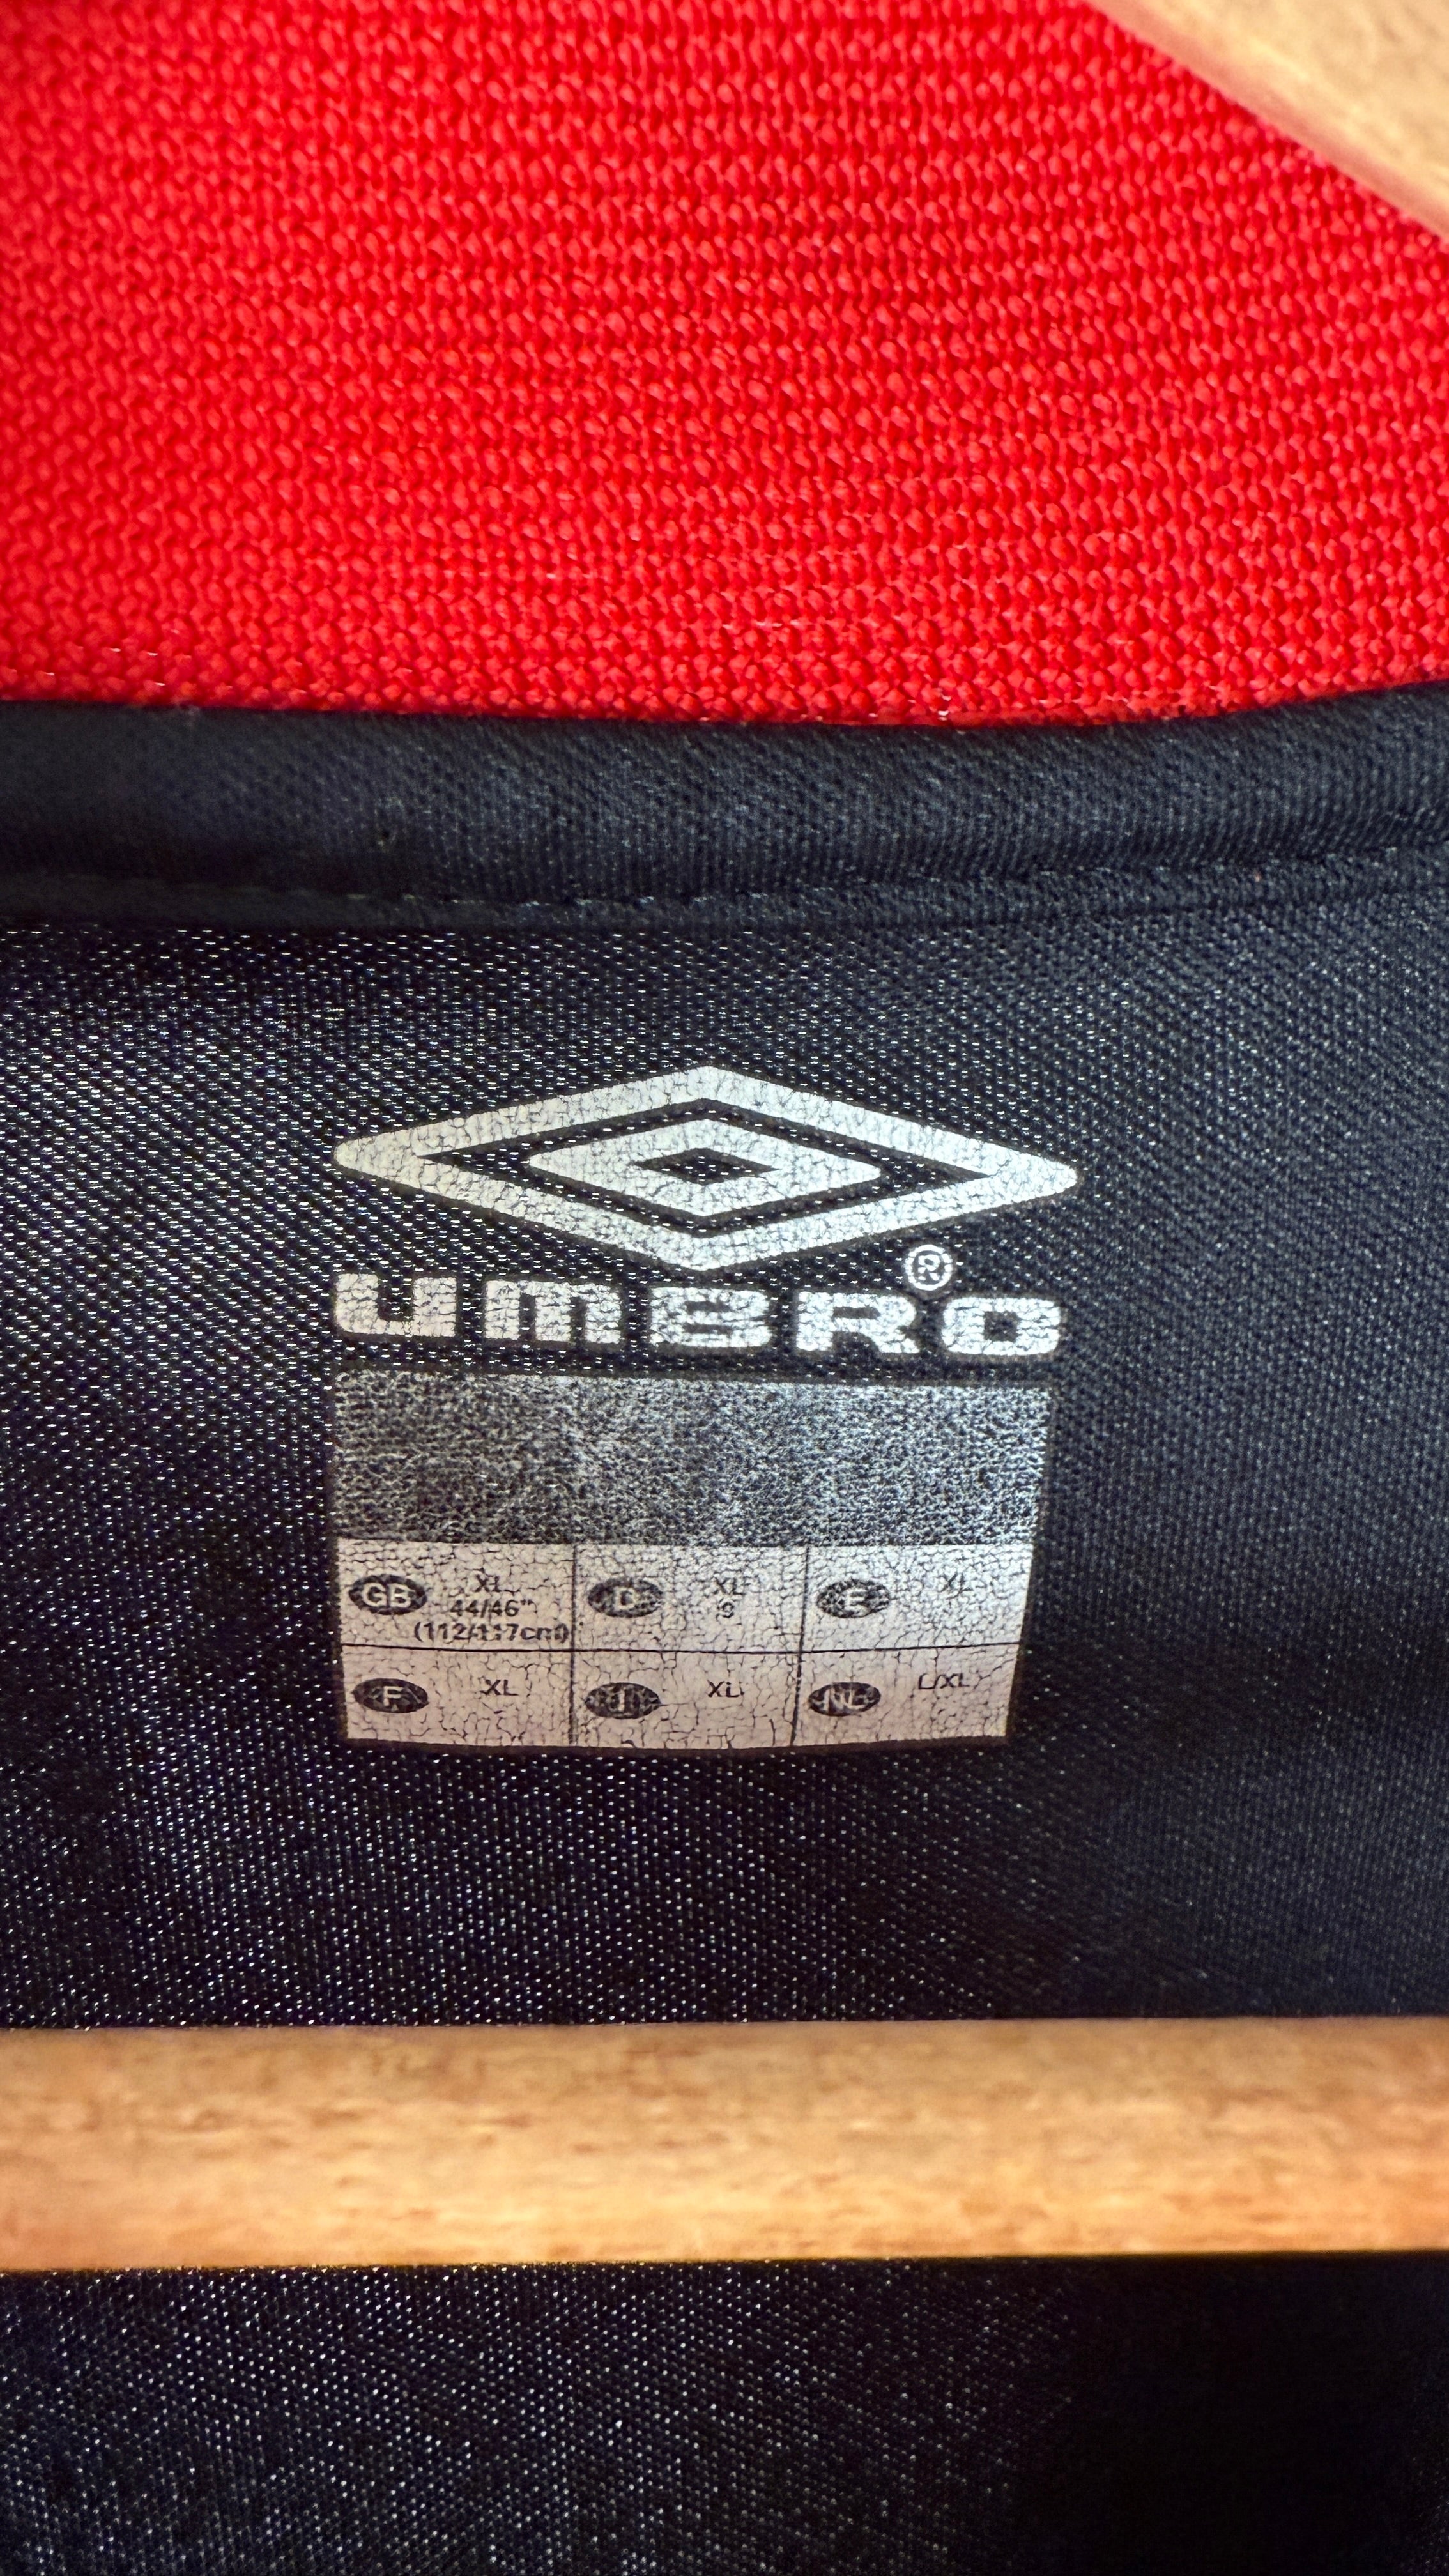 UMBRO®
GB XL D XL E XL
44/46" 9
(112/117cm)
F XL I XL NL L/XL